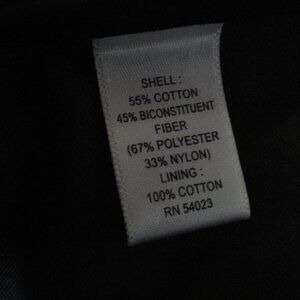 SHELL :
55% COTTON
45% BICONSTITUENT
FIBER
(67% POLYESTER
33% NYLON)
LINING :
100% COTTON
RN 54023